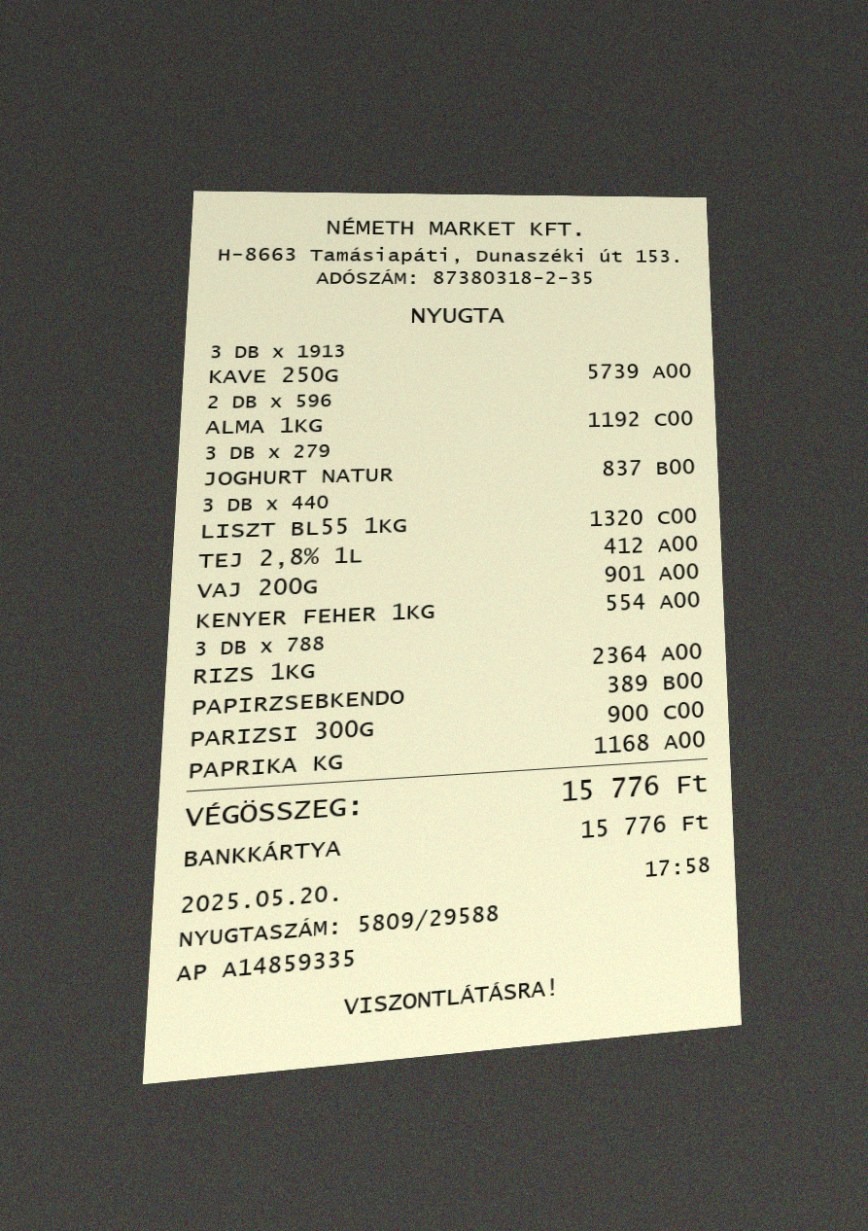 NÉMETH MARKET KFT.
H-8663 Tamásiapáti, Dunaszéki út 153.
ADÓSZÁM: 87380318-2-35
NYUGTA
3 DB x 1913
KAVE 250G 5739 A00
2 DB x 596
ALMA 1KG 1192 C00
3 DB x 279
JOGHURT NATUR 837 B00
3 DB x 440
LISZT BL55 1KG 1320 C00
TEJ 2,8% 1L 412 A00
VAJ 200G 901 A00
KENYER FEHER 1KG 554 A00
3 DB x 788
RIZS 1KG 2364 A00
PAPIRZSEBKENDO 389 B00
PARIZSI 300G 900 C00
PAPRIKA KG 1168 A00
VÉGÖSSZEG: 15 776 Ft
BANKKÁRTYA 15 776 Ft
2025.05.20. 17:58
NYUGTASZÁM: 5809/29588
AP A14859335
VISZONTLÁTÁSRA!